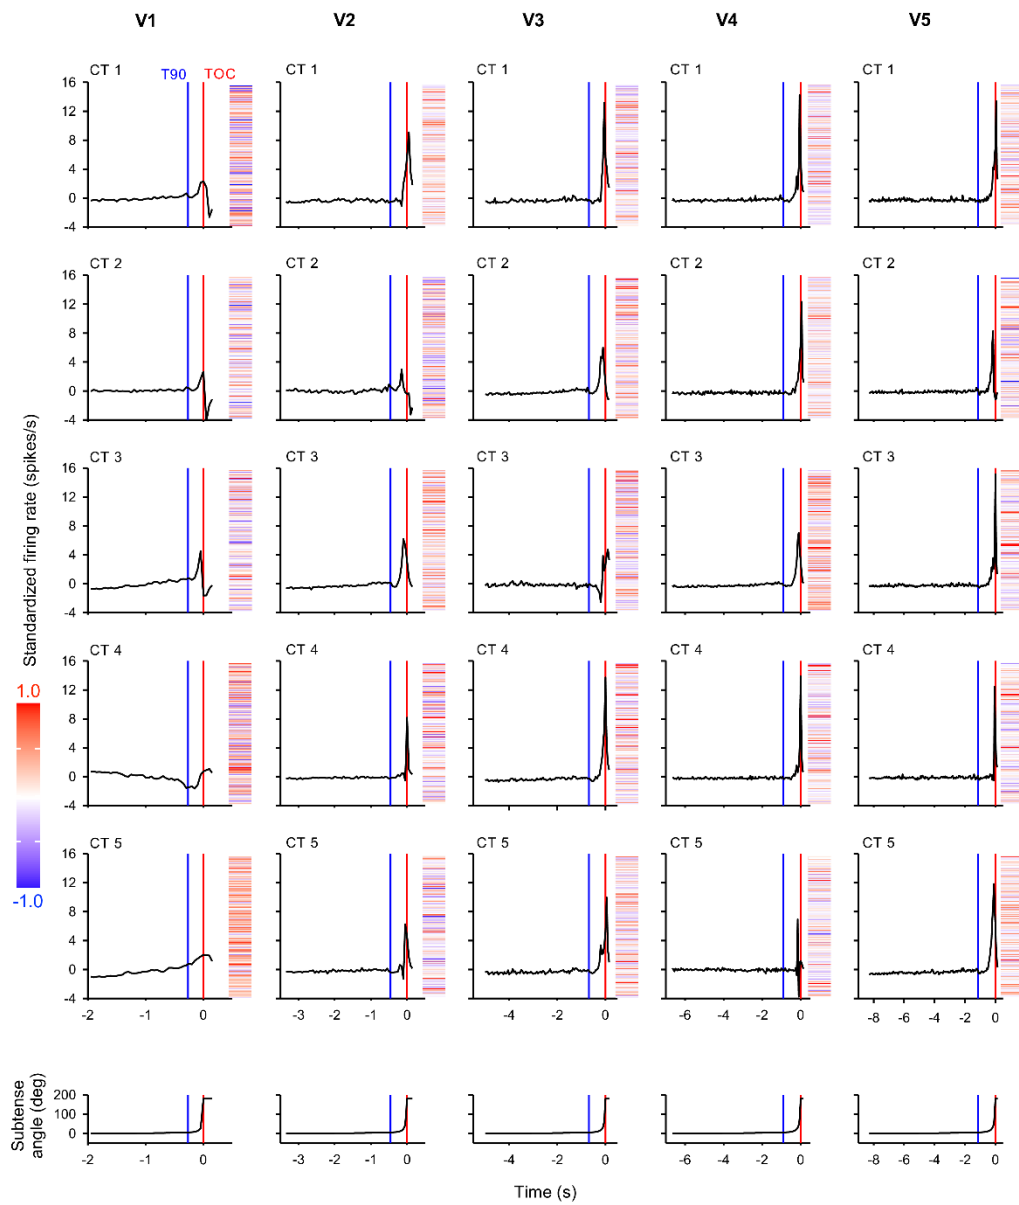 V1 V2 V3 V4 V5
CT 1 T90 TOC CT 1 CT 1 CT 1 CT 1
16
12
8
4
0
-4
CT 2 CT 2 CT 2 CT 2 CT 2
16
12
8
4
0
-4
CT 3 CT 3 CT 3 CT 3 CT 3
16
12
8
4
0
-4
CT 4 CT 4 CT 4 CT 4 CT 4
16
12
8
4
0
-4
CT 5 CT 5 CT 5 CT 5 CT 5
16
12
8
4
0
-4
Standardized firing rate (spikes/s)
1.0
-1.0
-2 -1 0 -3 -2 -1 0 -4 -2 0 -6 -4 -2 0 -8 -6 -4 -2 0
Subtense
angle (deg)
200
100
0
-2 -1 0 -3 -2 -1 0 -4 -2 0 -6 -4 -2 0 -8 -6 -4 -2 0
Time (s)